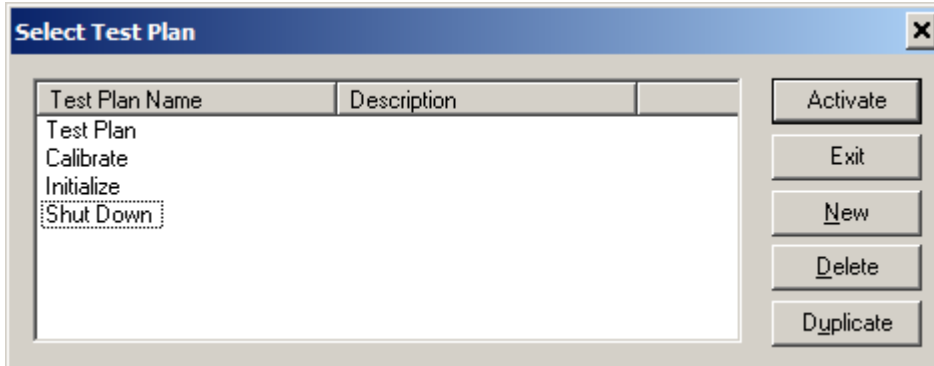 Select Test Plan
Test Plan Name Description
Test Plan
Calibrate
Initialize
Shut Down
Activate
Exit
New
Delete
Duplicate